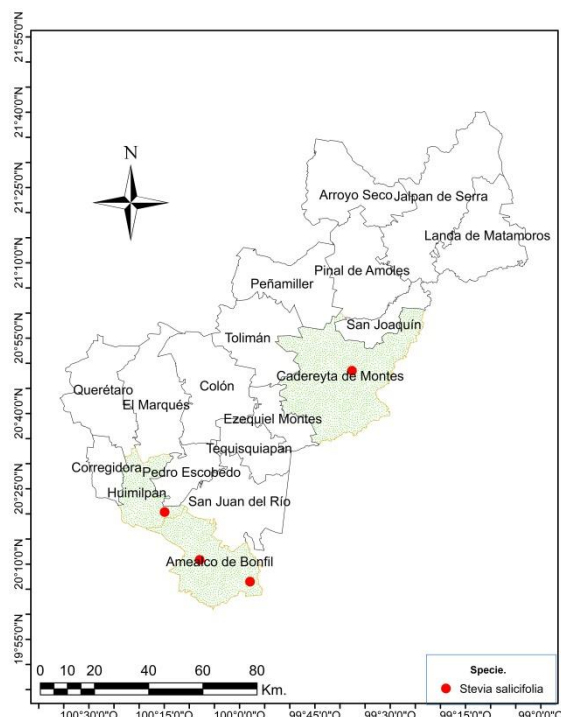 21°55'0"N
21°40'0"N
21°25'0"N
21°10'0"N
20°55'0"N
20°40'0"N
20°25'0"N
20°10'0"N
19°55'0"N
N
Arroyo Seco
Jalpan de Serra
Landa de Matamoros
Pinal de Amoles
Peñamiller
San Joaquín
Tolimán
Cadereyta de Montes
Colón
Querétaro
El Marqués
Ezequiel Montes
Tequisquiapan
Corregidora
Pedro Escobedo
Huimilpan
San Juan del Río
Amealco de Bonfil
0 10 20 40 60 80
Km.
Specie.
Stevia salicifolia
100°30'0"O 100°15'0"O 100°0'0"O 99°45'0"O 99°30'0"O 99°15'0"O 99°0'0"O